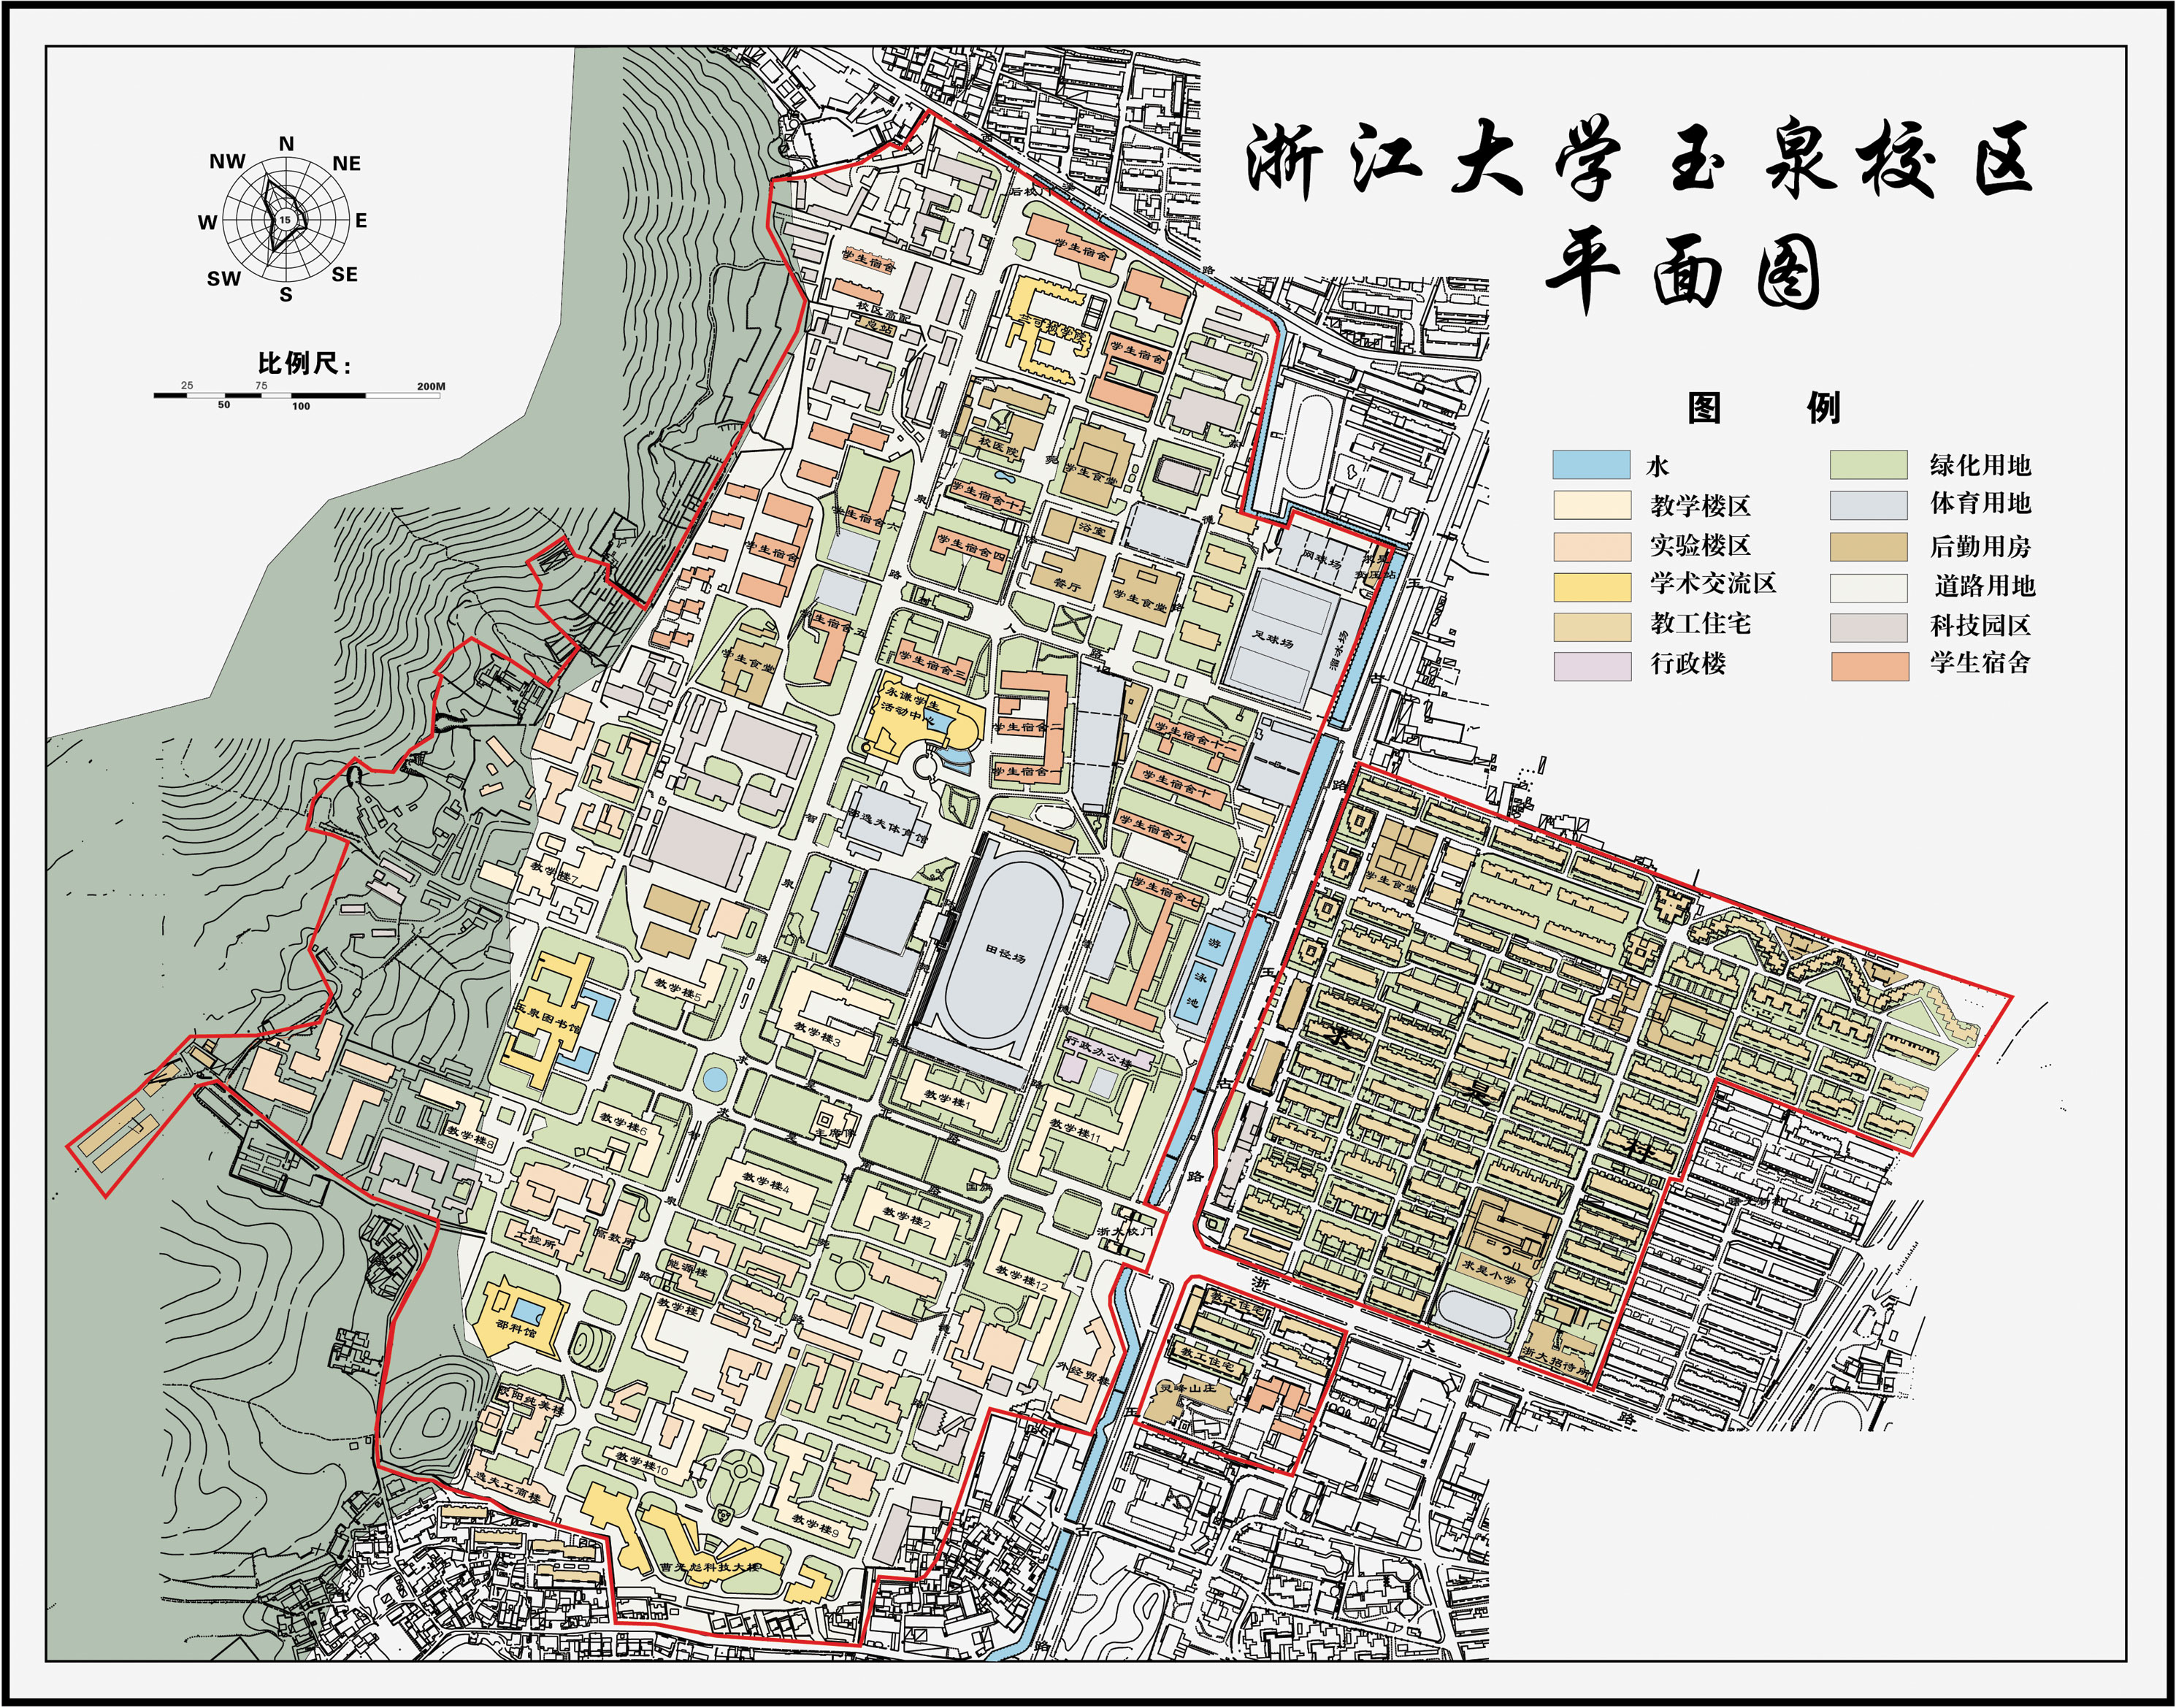 浙江大学玉泉校区
平面图
N
NW
NE
W
15
E
SW
SE
S
比例尺:
25
75
200M
50
100
图 例
水
绿化用地
教学楼区
体育用地
实验楼区
后勤用房
学术交流区
道路用地
教工住宅
科技园区
行政楼
学生宿舍
学生宿舍
学生宿舍
校区高配
总站
学生宿舍
校医院
学生食堂
学生宿舍六
浴室
学生宿舍
学生宿舍四
餐厅
学生食堂
网球场
足球场
溜冰场
学生宿舍五
学生食堂
学生宿舍三
永谦学生
活动中心
学生宿舍二
学生宿舍一
学生宿舍十二
学生宿舍十
学生宿舍九
邵逸夫体育馆
学生食堂
教学楼7
学生宿舍七
田径场
游
泳
池
教学楼5
玉泉图书馆
教学楼3
行政办公楼
教学楼1
教学楼11
教学楼6
教学楼8
主席像
求
是
村
教学楼4
国旗
教学楼2
浙大校门
工控所
高效所
能源楼
教学楼
教学楼12
求是小学
邵科馆
浙大招待所
教工住宅
教工住宅
灵峰山庄
外经贸楼
欧阳纯美楼
教学楼10
逸夫工商楼
教学楼9
曹光彪科技大楼
浙
大
路
玉
古
路